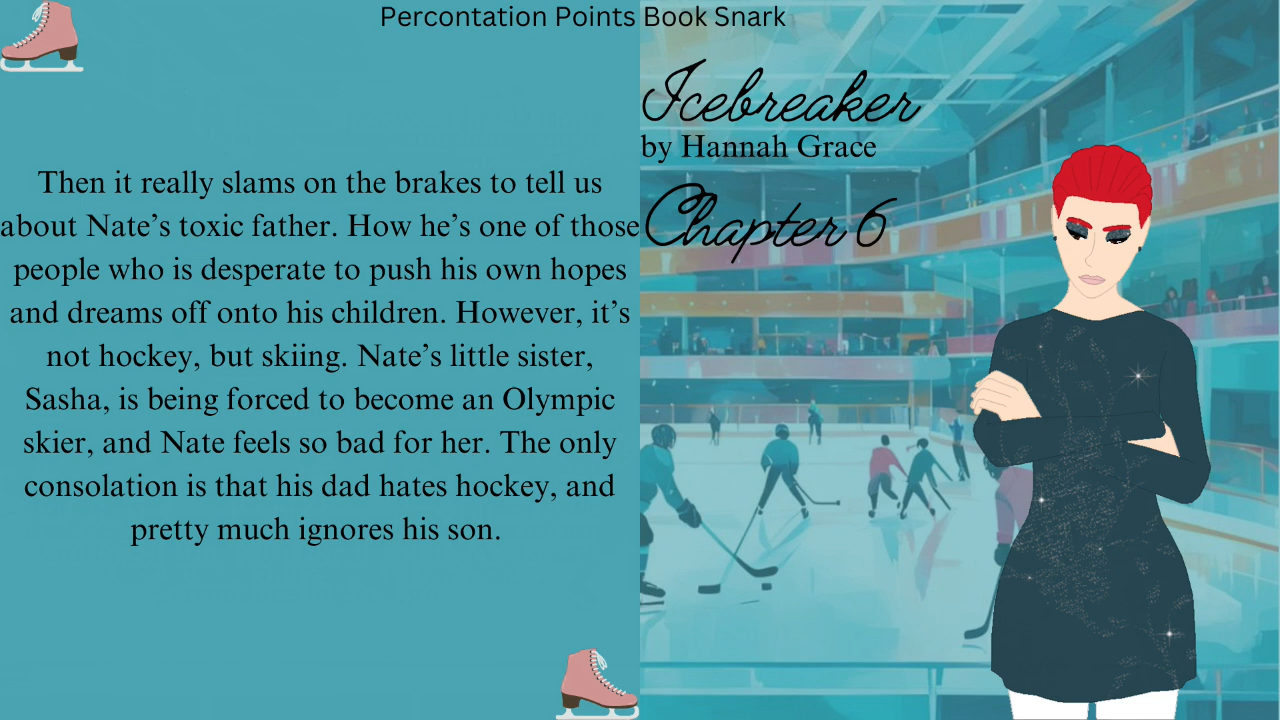 Percontation Points Book Snark
Icebreaker
by Hannah Grace
Chapter 6
Then it really slams on the brakes to tell us
about Nate’s toxic father. How he’s one of those
people who is desperate to push his own hopes
and dreams off onto his children. However, it’s
not hockey, but skiing. Nate’s little sister,
Sasha, is being forced to become an Olympic
skier, and Nate feels so bad for her. The only
consolation is that his dad hates hockey, and
pretty much ignores his son.